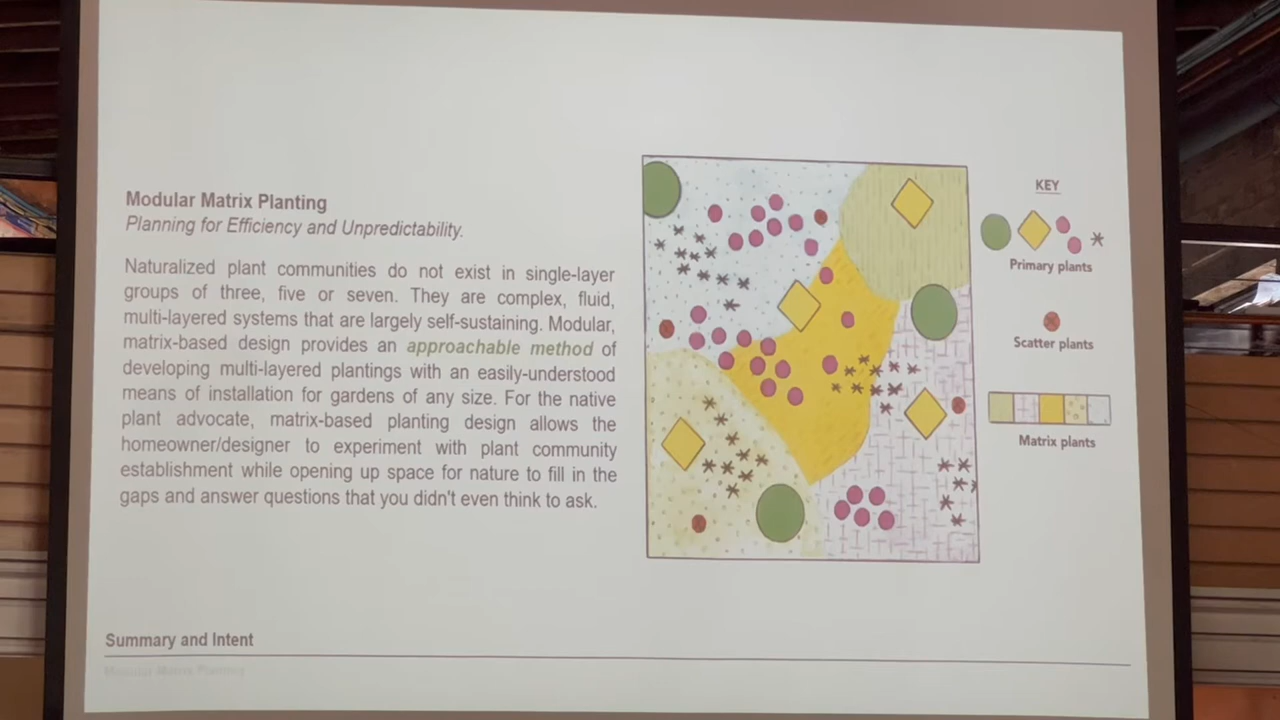 Modular Matrix Planting
Planning for Efficiency and Unpredictability.
Naturalized plant communities do not exist in single-layer
groups of three, five or seven. They are complex, fluid,
multi-layered systems that are largely self-sustaining. Modular,
matrix-based design provides an approachable method of
developing multi-layered plantings with an easily-understood
means of installation for gardens of any size. For the native
plant advocate, matrix-based planting design allows the
homeowner/designer to experiment with plant community
establishment while opening up space for nature to fill in the
gaps and answer questions that you didn't even think to ask.
KEY
Primary plants
Scatter plants
Matrix plants
Summary and Intent
Modular Matrix Planting